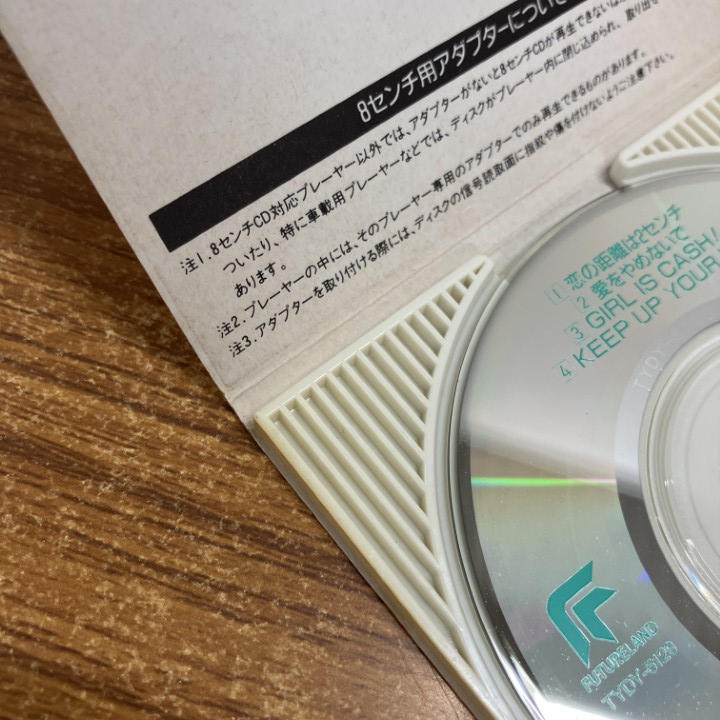 8センチ用アダプターについて
注1. 8センチCD対応プレーヤー以外では、アダプターがないと8センチCDが再生できない
ついたり、特に車載用プレーヤーなどでは、ディスクがプレーヤー内に閉じ込められ、取り出せ
あります。
注2. プレーヤーの中には、そのプレーヤー専用のアダプターでのみ再生できるものがあります。
注3. アダプターを取り付ける際には、ディスクの信号読取面に指紋や傷を付けないように注意下さい。
1 恋の距離は2センチ
2 愛をやめないで
3 GIRL IS CASH!
4 KEEP UP YOUR
TYD
FUTURELAND
TYDY-5120